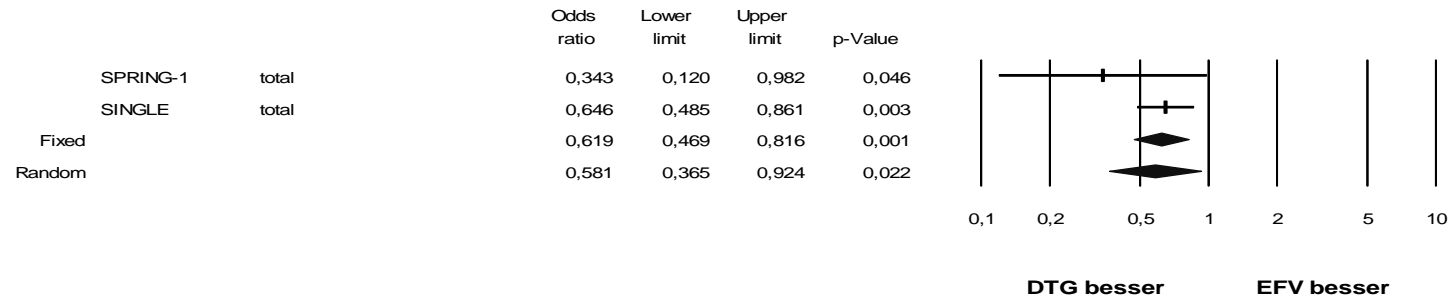 Odds Lower Upper
ratio limit limit p-Value
SPRING-1 total 0,343 0,120 0,982 0,046
SINGLE total 0,646 0,485 0,861 0,003
Fixed 0,619 0,469 0,816 0,001
Random 0,581 0,365 0,924 0,022
0,1 0,2 0,5 1 2 5 10
DTG besser EFV besser